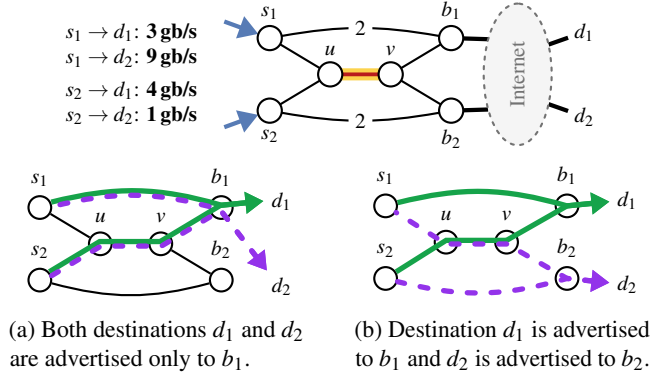 s₁ → d₁: 3 gb/s
s₁ → d₂: 9 gb/s
s₂ → d₁: 4 gb/s
s₂ → d₂: 1 gb/s
s₁
2
b₁
d₁
u
v
Internet
s₂
2
b₂
d₂
s₁
b₁
d₁
u
v
s₂
b₂
d₂
(a) Both destinations d₁ and d₂
are advertised only to b₁.
s₁
b₁
d₁
u
v
s₂
b₂
d₂
(b) Destination d₁ is advertised
to b₁ and d₂ is advertised to b₂.